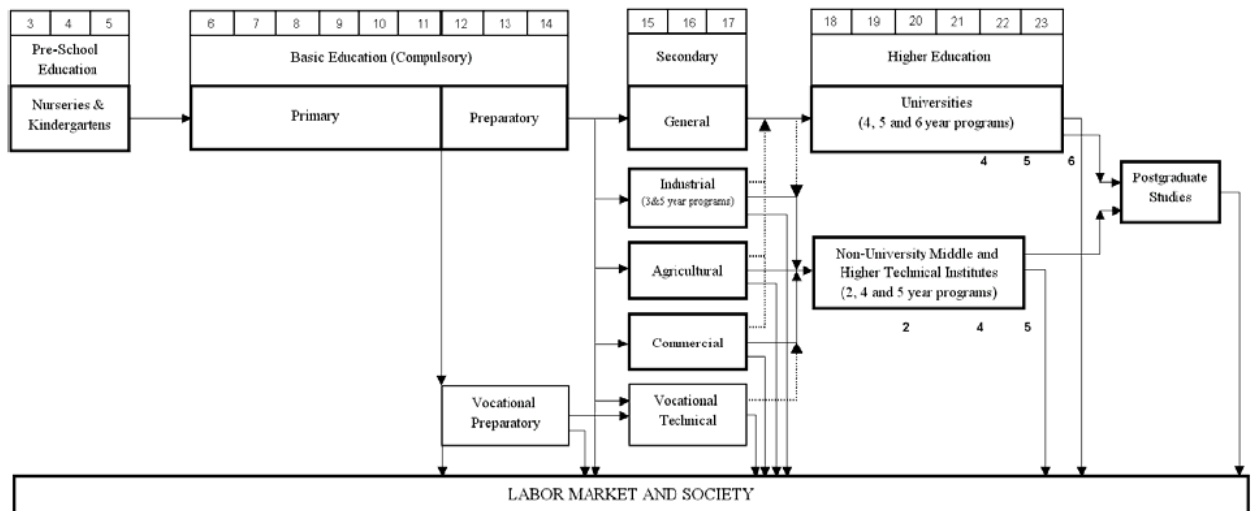 3 4 5
6 7 8 9 10 11 12 13 14
15 16 17
18 19 20 21 22 23
Pre-School
Education
Basic Education (Compulsory)
Secondary
Higher Education
Nurseries &
Kindergartens
Primary
Preparatory
General
Universities
(4, 5 and 6 year programs)
4 5 6
Industrial
(3&5 year programs)
Postgraduate
Studies
Agricultural
Non-University Middle and
Higher Technical Institutes
(2, 4 and 5 year programs)
2 4 5
Commercial
Vocational
Preparatory
Vocational
Technical
LABOR MARKET AND SOCIETY